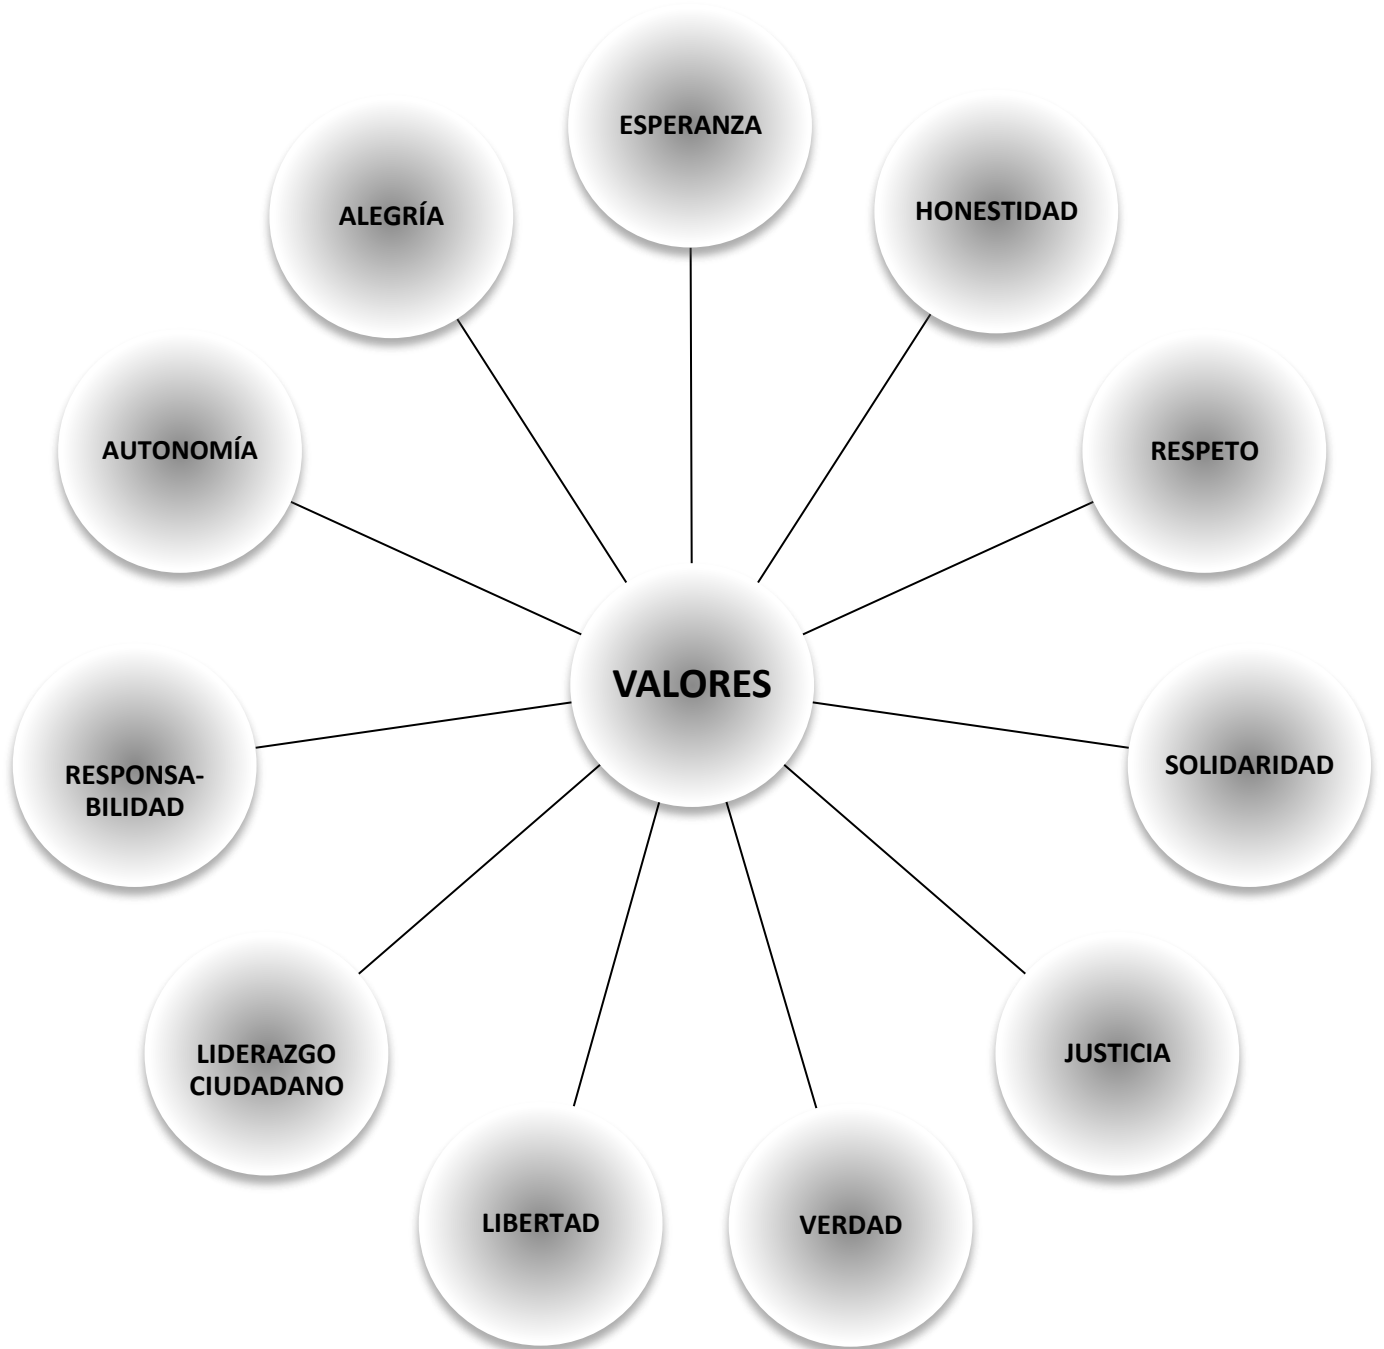 ESPERANZA
HONESTIDAD
ALEGRÍA
AUTONOMÍA
RESPETO
VALORES
RESPONSA-
BILIDAD
SOLIDARIDAD
LIDERAZGO
CIUDADANO
JUSTICIA
LIBERTAD
VERDAD